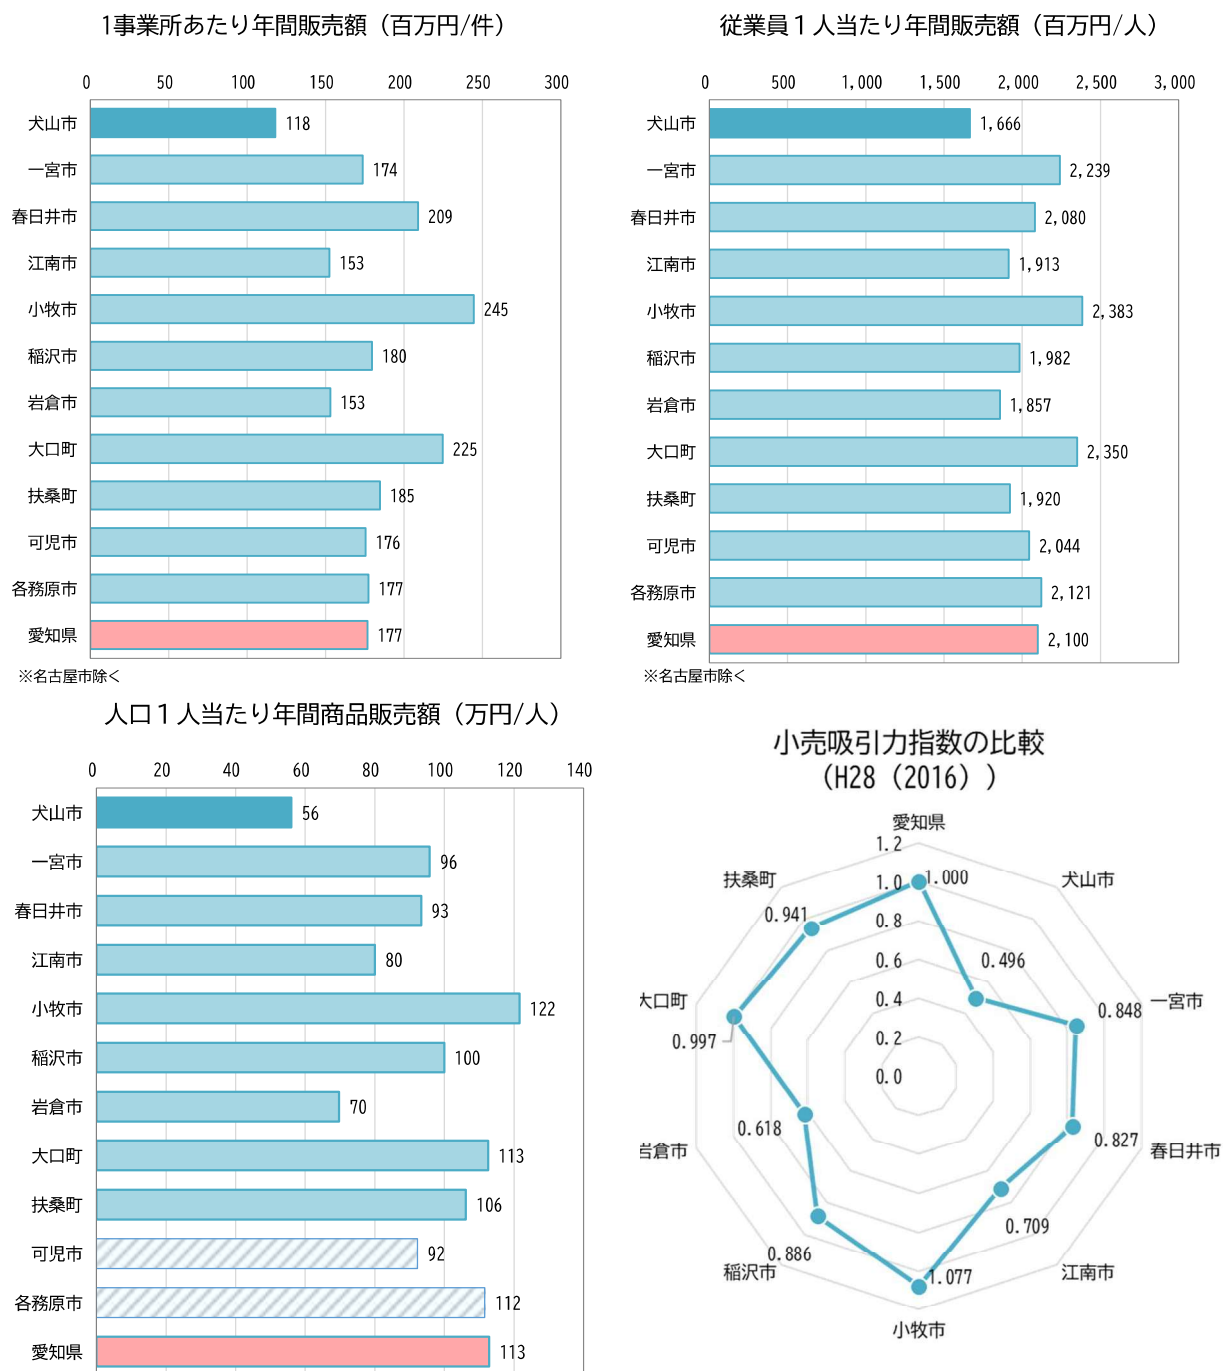 1事業所あたり年間販売額（百万円/件）
0 50 100 150 200 250 300
犬山市 118
一宮市 174
春日井市 209
江南市 153
小牧市 245
稲沢市 180
岩倉市 153
大口町 225
扶桑町 185
可児市 176
各務原市 177
愛知県 177
※名古屋市除く
従業員１人当たり年間販売額（百万円/人）
0 500 1,000 1,500 2,000 2,500 3,000
犬山市 1,666
一宮市 2,239
春日井市 2,080
江南市 1,913
小牧市 2,383
稲沢市 1,982
岩倉市 1,857
大口町 2,350
扶桑町 1,920
可児市 2,044
各務原市 2,121
愛知県 2,100
※名古屋市除く
人口１人当たり年間商品販売額（万円/人）
0 20 40 60 80 100 120 140
犬山市 56
一宮市 96
春日井市 93
江南市 80
小牧市 122
稲沢市 100
岩倉市 70
大口町 113
扶桑町 106
可児市 92
各務原市 112
愛知県 113
小売吸引力指数の比較
（H28（2016））
愛知県
1.2
1.0
0.8
0.6
0.4
0.2
0.0
1.000
犬山市
0.496
一宮市
0.848
春日井市
0.827
江南市
0.709
小牧市
1.077
稲沢市
0.886
岩倉市
0.618
大口町
0.997
扶桑町
0.941